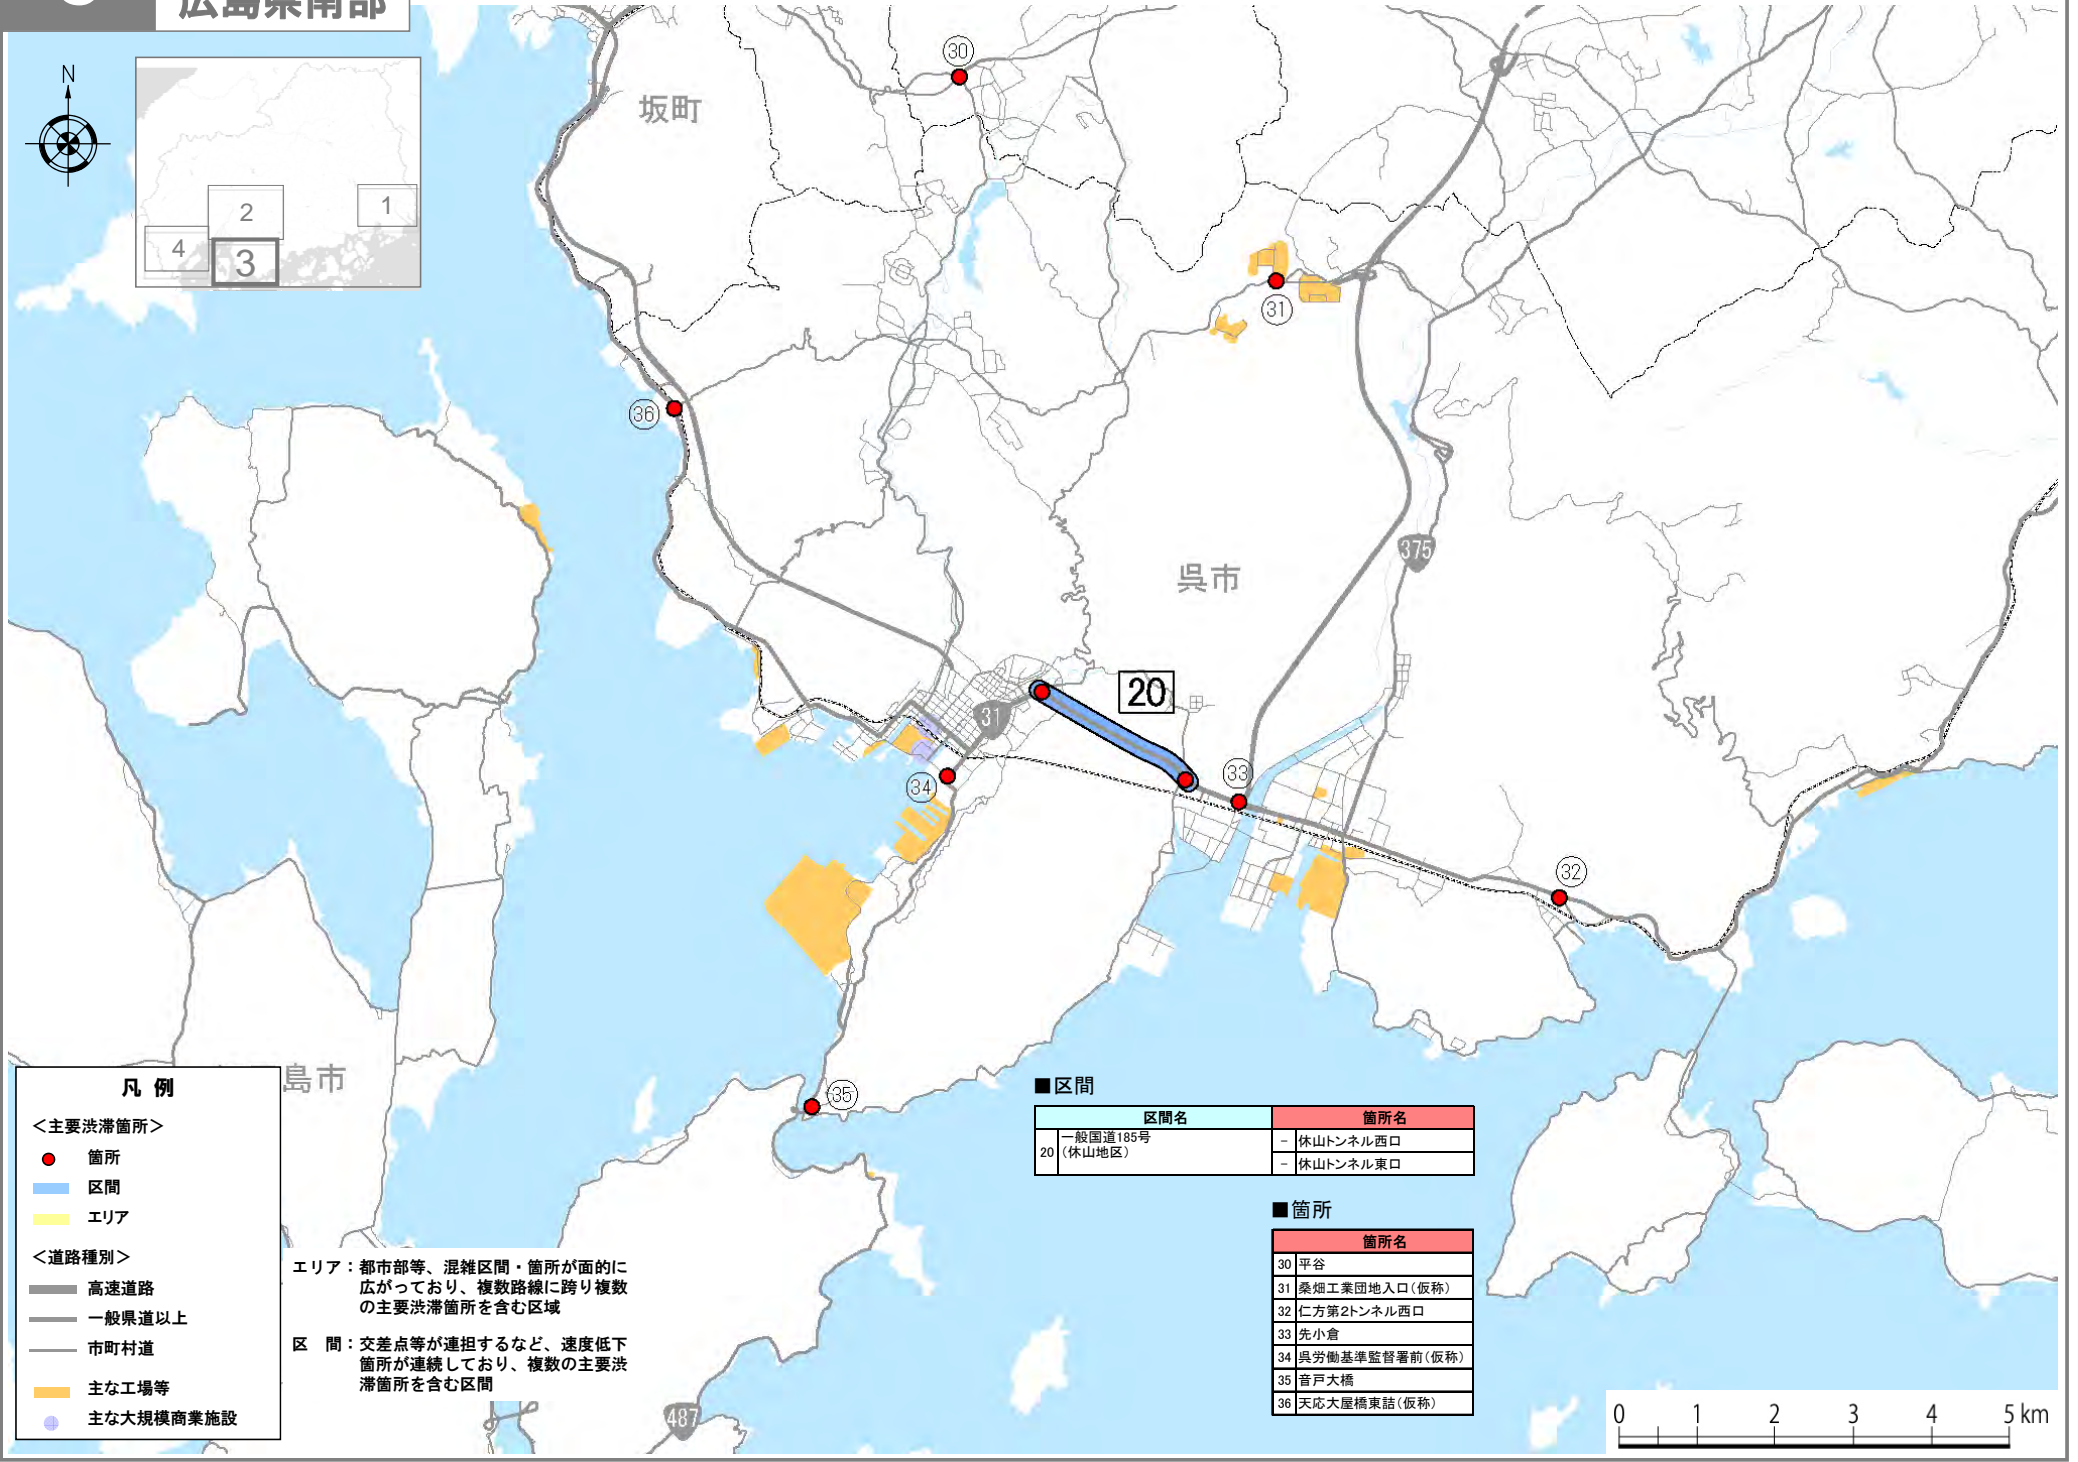 広島県南部
N
1
2
3
4
坂町
呉市
島市
30
31
32
33
34
35
36
20
31
375
487
凡 例
＜主要渋滞箇所＞
箇所
区間
エリア
＜道路種別＞
高速道路
一般県道以上
市町村道
主な工場等
主な大規模商業施設
エリア：都市部等、混雑区間・箇所が面的に
広がっており、複数路線に跨り複数
の主要渋滞箇所を含む区域
区　間：交差点等が連担するなど、速度低下
箇所が連続しており、複数の主要渋
滞箇所を含む区間
■区間
区間名 箇所名
20 一般国道185号
（休山地区）
− 休山トンネル西口
− 休山トンネル東口
■箇所
箇所名
30 平谷
31 桑畑工業団地入口（仮称）
32 仁方第2トンネル西口
33 先小倉
34 呉労働基準監督署前（仮称）
35 音戸大橋
36 天応大屋橋東詰（仮称）
0 1 2 3 4 5 km